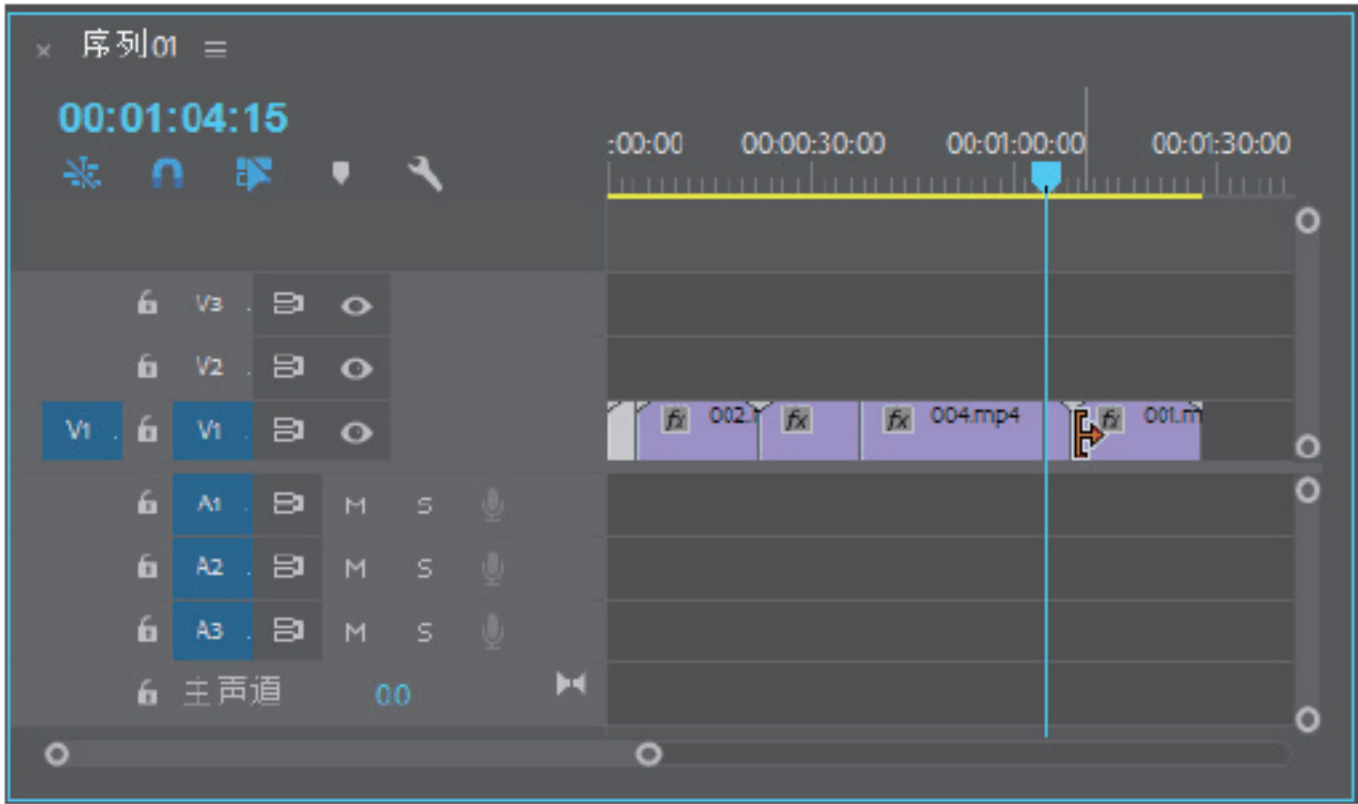 × 序列01 ≡
00:01:04:15
:00:00 00:00:30:00 00:01:00:00 00:01:30:00
V3 .
V2 .
V1 . V1 . fx 002.m fx fx 004.mp4 fx 001.m
A1 . M S
A2 . M S
A3 . M S
主声道 0.0